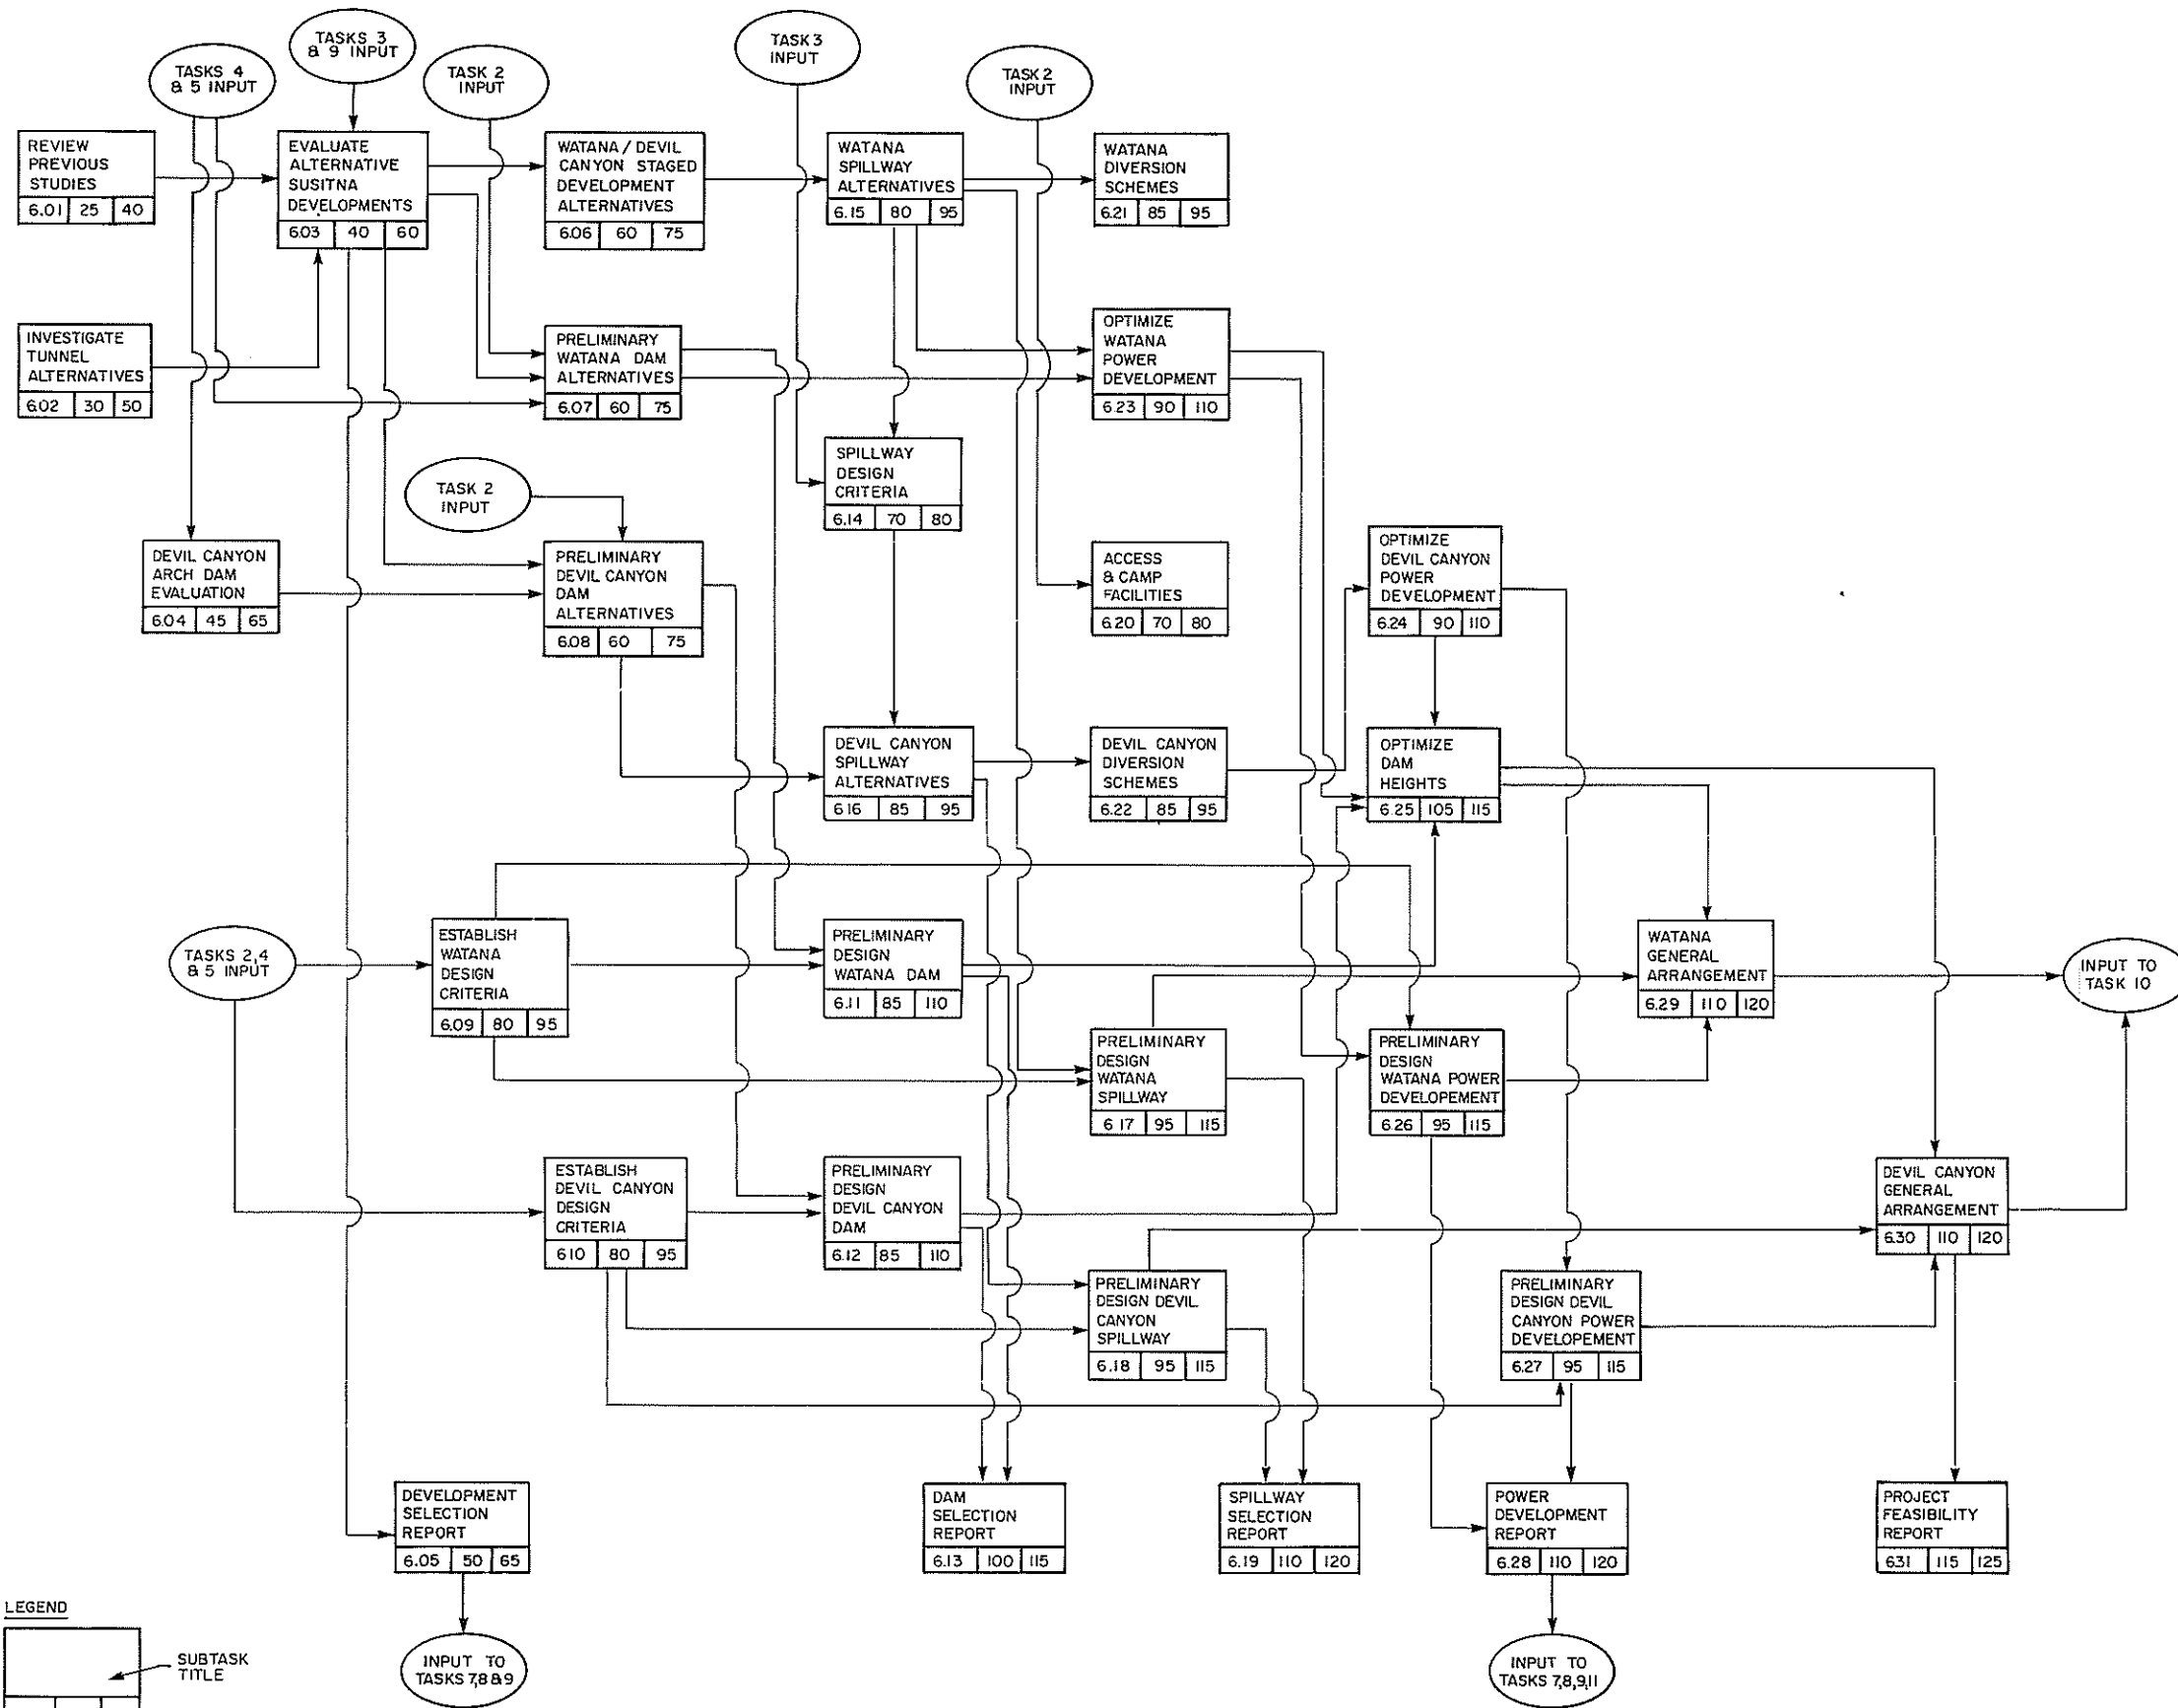 TASKS 3
& 9 INPUT
TASKS 4
& 5 INPUT
TASK 2
INPUT
TASK 3
INPUT
TASK 2
INPUT
REVIEW
PREVIOUS
STUDIES
6.01 25 40
EVALUATE
ALTERNATIVE
SUSITNA
DEVELOPMENTS
6.03 40 60
WATANA / DEVIL
CANYON STAGED
DEVELOPMENT
ALTERNATIVES
6.06 60 75
WATANA
SPILLWAY
ALTERNATIVES
6.15 80 95
WATANA
DIVERSION
SCHEMES
6.21 85 95
INVESTIGATE
TUNNEL
ALTERNATIVES
6.02 30 50
PRELIMINARY
WATANA DAM
ALTERNATIVES
6.07 60 75
OPTIMIZE
WATANA
POWER
DEVELOPMENT
6.23 90 110
TASK 2
INPUT
SPILLWAY
DESIGN
CRITERIA
6.14 70 80
DEVIL CANYON
ARCH DAM
EVALUATION
6.04 45 65
PRELIMINARY
DEVIL CANYON
DAM
ALTERNATIVES
6.08 60 75
ACCESS
& CAMP
FACILITIES
6.20 70 80
OPTIMIZE
DEVIL CANYON
POWER
DEVELOPMENT
6.24 90 110
DEVIL CANYON
SPILLWAY
ALTERNATIVES
6.16 85 95
DEVIL CANYON
DIVERSION
SCHEMES
6.22 85 95
OPTIMIZE
DAM
HEIGHTS
6.25 105 115
TASKS 2,4
& 5 INPUT
ESTABLISH
WATANA
DESIGN
CRITERIA
6.09 80 95
PRELIMINARY
DESIGN
WATANA DAM
6.11 85 110
WATANA
GENERAL
ARRANGEMENT
6.29 110 120
INPUT TO
TASK 10
PRELIMINARY
DESIGN
WATANA
SPILLWAY
6.17 95 115
PRELIMINARY
DESIGN
WATANA POWER
DEVELOPEMENT
6.26 95 115
ESTABLISH
DEVIL CANYON
DESIGN
CRITERIA
6.10 80 95
PRELIMINARY
DESIGN
DEVIL CANYON
DAM
6.12 85 110
DEVIL CANYON
GENERAL
ARRANGEMENT
6.30 110 120
PRELIMINARY
DESIGN DEVIL
CANYON
SPILLWAY
6.18 95 115
PRELIMINARY
DESIGN DEVIL
CANYON POWER
DEVELOPEMENT
6.27 95 115
DEVELOPMENT
SELECTION
REPORT
6.05 50 65
DAM
SELECTION
REPORT
6.13 100 115
SPILLWAY
SELECTION
REPORT
6.19 110 120
POWER
DEVELOPMENT
REPORT
6.28 110 120
PROJECT
FEASIBILITY
REPORT
6.31 115 125
LEGEND
SUBTASK
TITLE
INPUT TO
TASKS 7,8 & 9
INPUT TO
TASKS 7,8,9,11